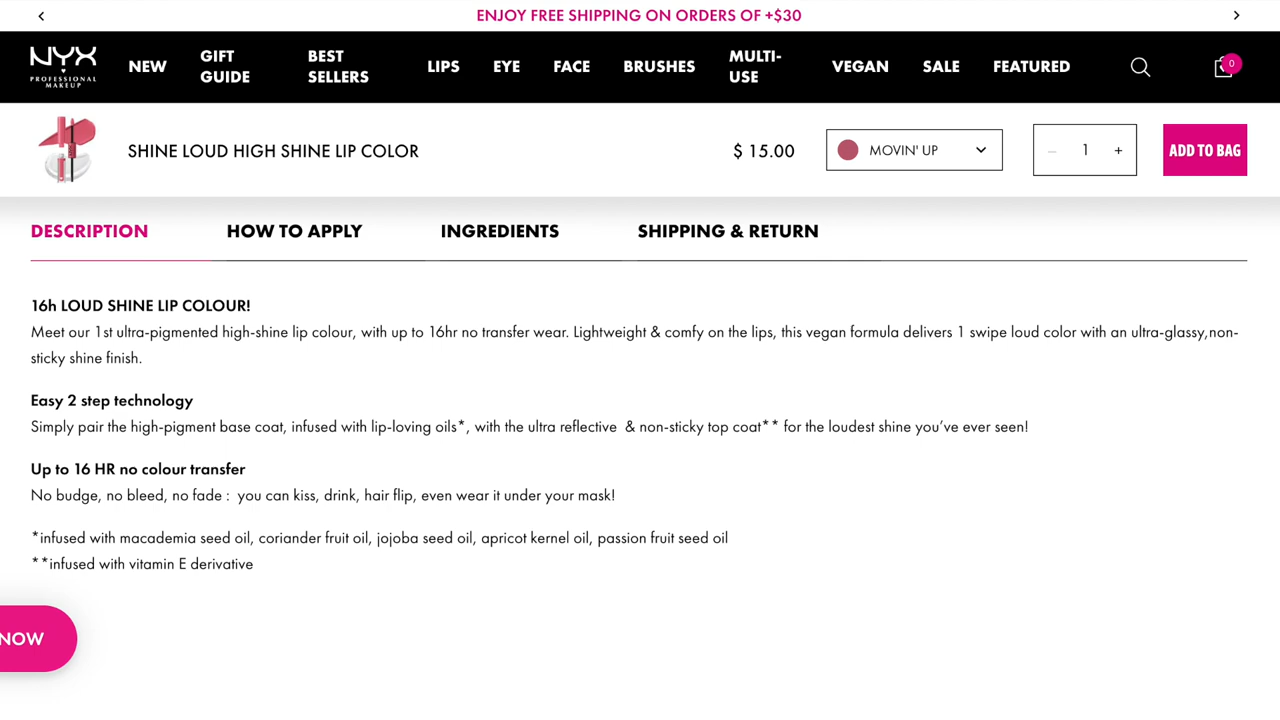 ENJOY FREE SHIPPING ON ORDERS OF +$30
NYX
PROFESSIONAL
MAKEUP
NEW
GIFT
GUIDE
BEST
SELLERS
LIPS
EYE
FACE
BRUSHES
MULTI-
USE
VEGAN
SALE
FEATURED
0
SHINE LOUD HIGH SHINE LIP COLOR
$ 15.00
MOVIN' UP
– 1 +
ADD TO BAG
DESCRIPTION
HOW TO APPLY
INGREDIENTS
SHIPPING & RETURN
16h LOUD SHINE LIP COLOUR!
Meet our 1st ultra-pigmented high-shine lip colour, with up to 16hr no transfer wear. Lightweight & comfy on the lips, this vegan formula delivers 1 swipe loud color with an ultra-glassy,non-
sticky shine finish.
Easy 2 step technology
Simply pair the high-pigment base coat, infused with lip-loving oils*, with the ultra reflective  & non-sticky top coat** for the loudest shine you’ve ever seen!
Up to 16 HR no colour transfer
No budge, no bleed, no fade :  you can kiss, drink, hair flip, even wear it under your mask!
*infused with macademia seed oil, coriander fruit oil, jojoba seed oil, apricot kernel oil, passion fruit seed oil
**infused with vitamin E derivative
NOW